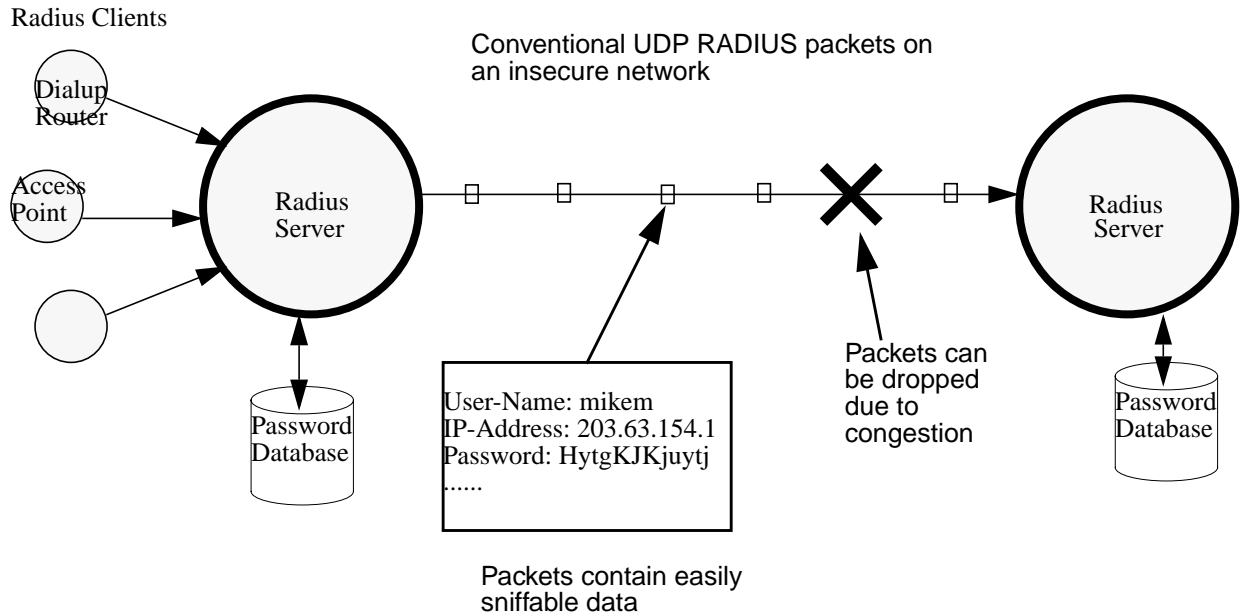 Radius Clients
Conventional UDP RADIUS packets on
an insecure network
Dialup
Router
Access
Point
Radius
Server
Radius
Server
Packets can
be dropped
due to
congestion
User-Name: mikem
IP-Address: 203.63.154.1
Password: HytgKJKjuytj
......
Password
Database
Password
Database
Packets contain easily
sniffable data